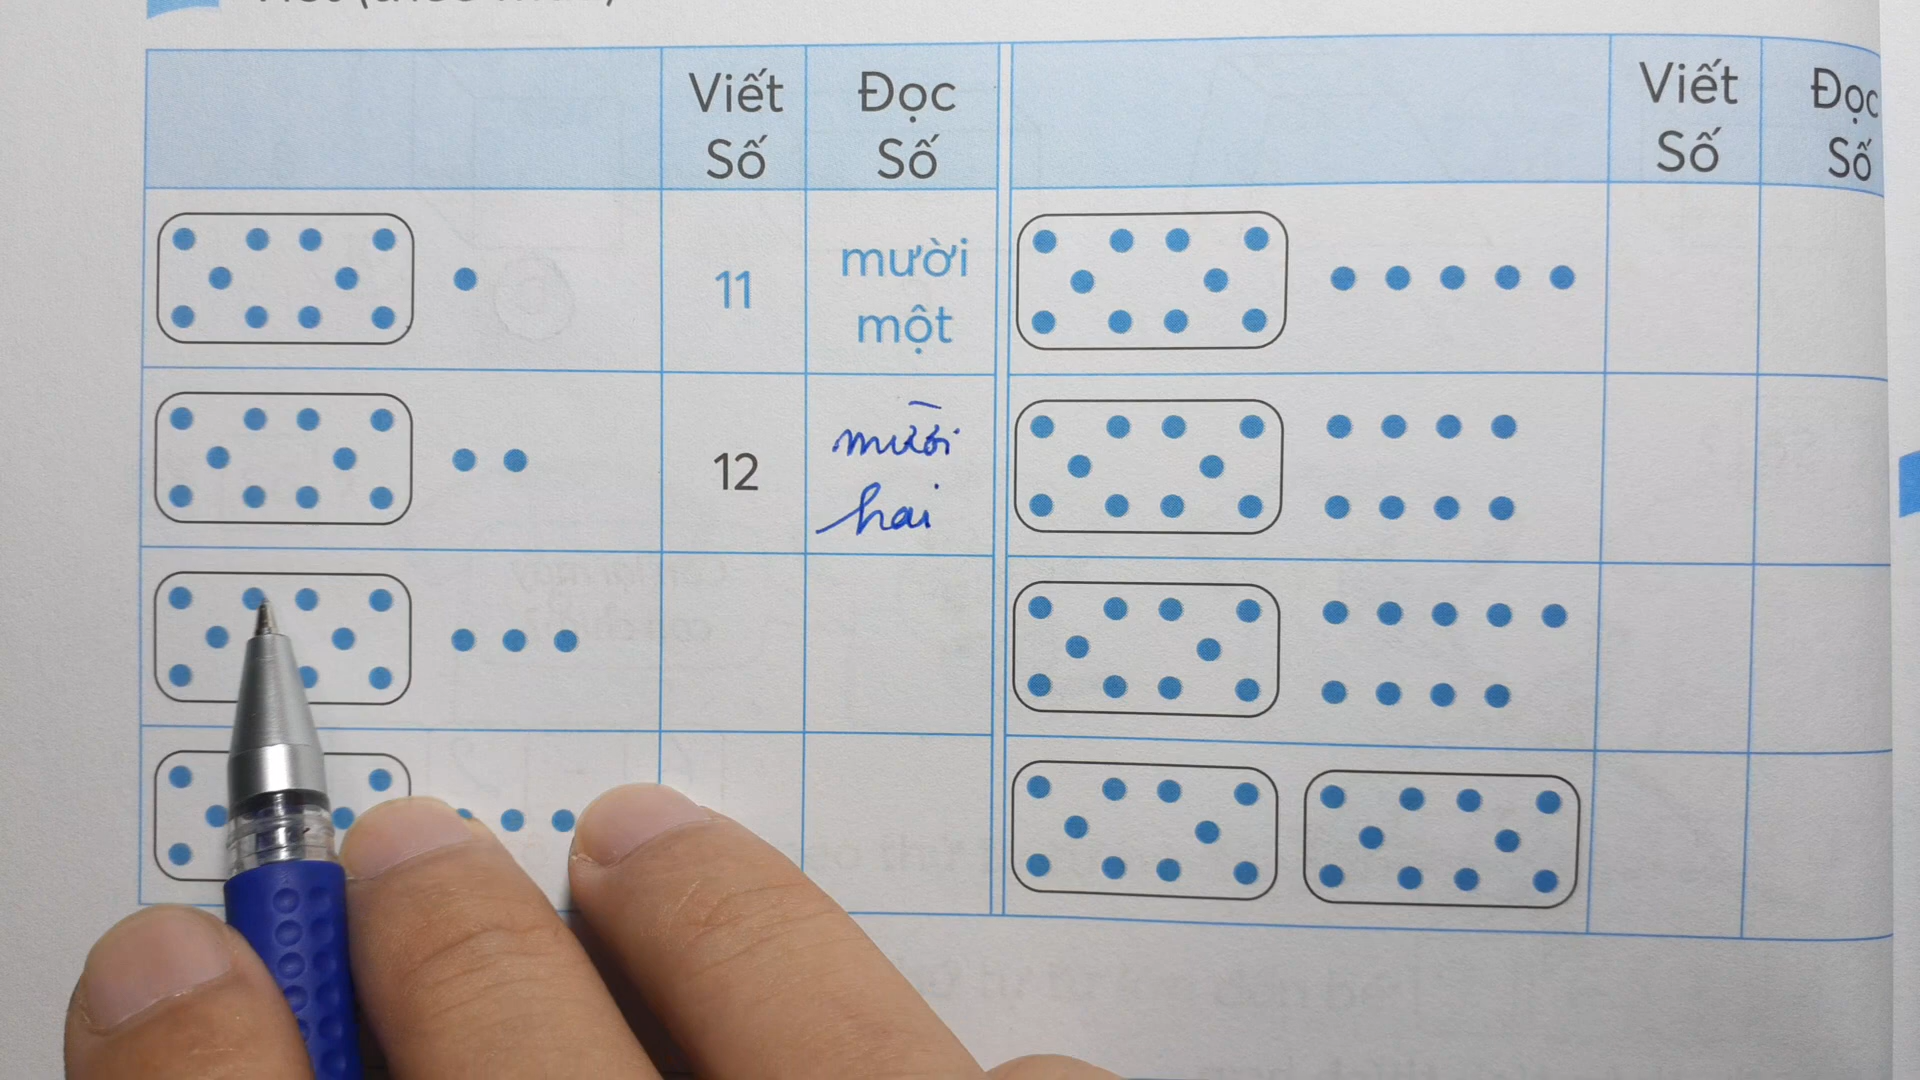 Viết
Số
Đọc
Số
Viết
Số
Đọc
Số
11
mười
một
12
mười
hai